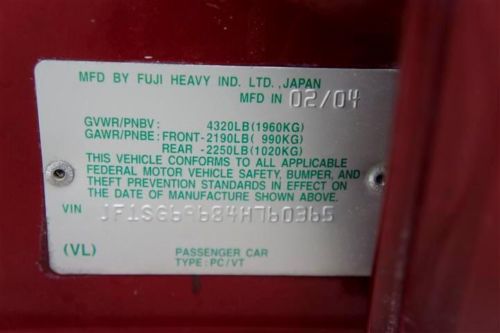 MFD BY FUJI HEAVY IND. LTD.,JAPAN
MFD IN 02/04
GVWR/PNBV: 4320LB(1960KG)
GAWR/PNBE: FRONT-2190LB( 990KG)
REAR -2250LB(1020KG)
THIS VEHICLE CONFORMS TO ALL APPLICABLE
FEDERAL MOTOR VEHICLE SAFETY, BUMPER, AND
THEFT PREVENTION STANDARDS IN EFFECT ON
THE DATE OF MANUFACTURE SHOWN ABOVE.
VIN JF1SG69684H760365
(VL) PASSENGER CAR
TYPE:PC/VT